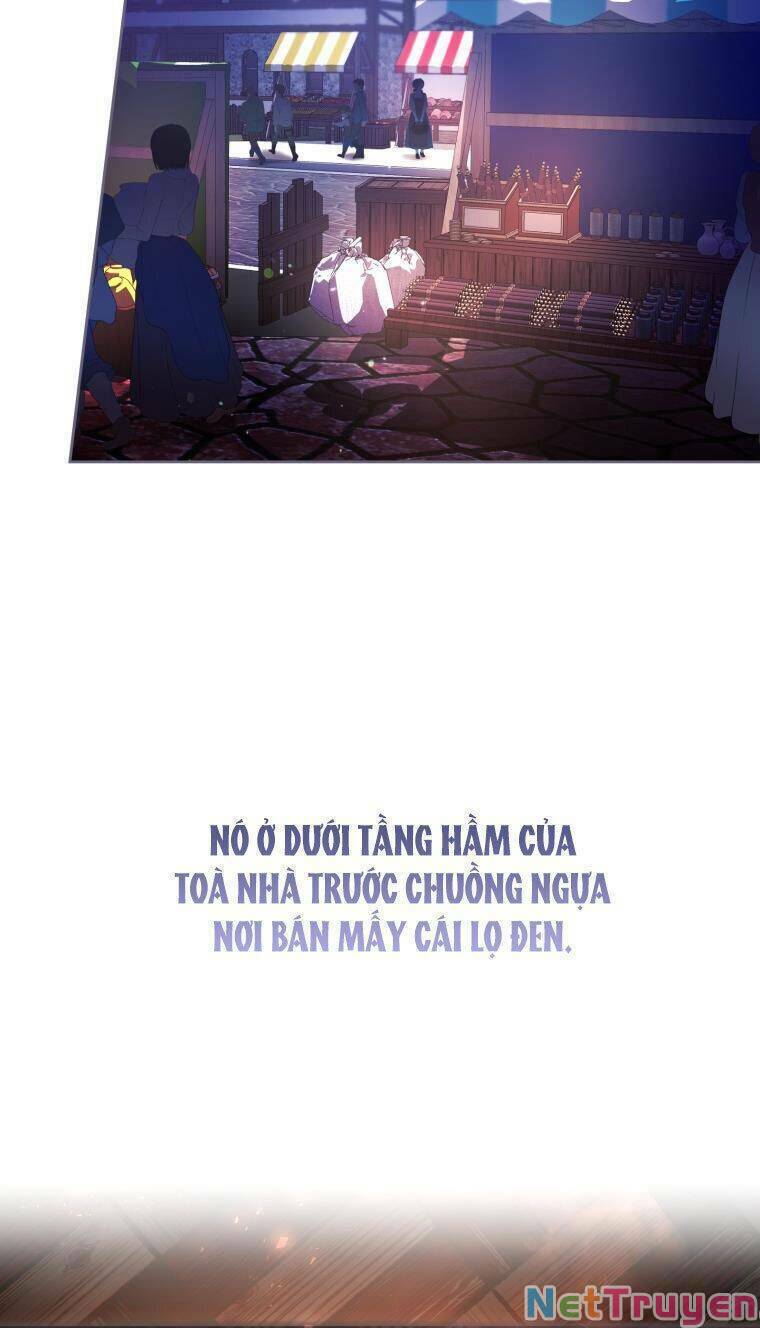 NÓ Ở DƯỚI TẦNG HẦM CỦA
TOÀ NHÀ TRƯỚC CHUỒNG NGỰA
NƠI BÁN MẤY CÁI LỌ ĐEN.
NetTruyen